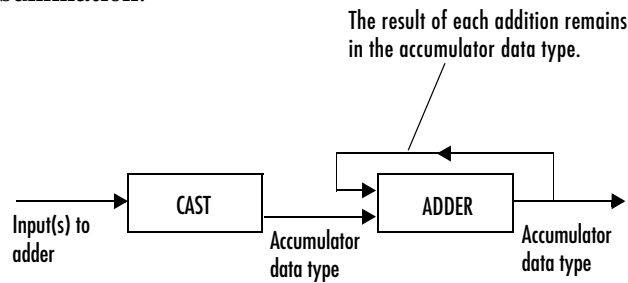 The result of each addition remains
in the accumulator data type.
CAST
ADDER
Input(s) to
adder
Accumulator
data type
Accumulator
data type